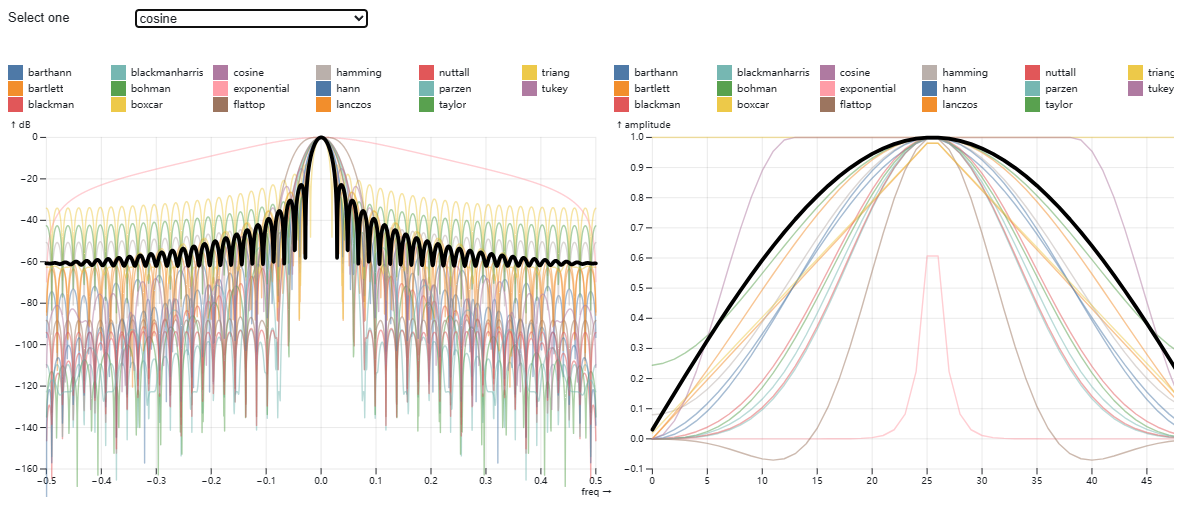 Select one cosine
barthann blackmanharris cosine hamming nuttall triang
bartlett bohman exponential hann parzen tukey
blackman boxcar flattop lanczos taylor
barthann blackmanharris cosine hamming nuttall triang
bartlett bohman exponential hann parzen tukey
blackman boxcar flattop lanczos taylor
↑ dB
0
−20
−40
−60
−80
−100
−120
−140
−160
−0.5 −0.4 −0.3 −0.2 −0.1 0.0 0.1 0.2 0.3 0.4 0.5
freq →
↑ amplitude
1.0
0.9
0.8
0.7
0.6
0.5
0.4
0.3
0.2
0.1
0.0
−0.1
0 5 10 15 20 25 30 35 40 45